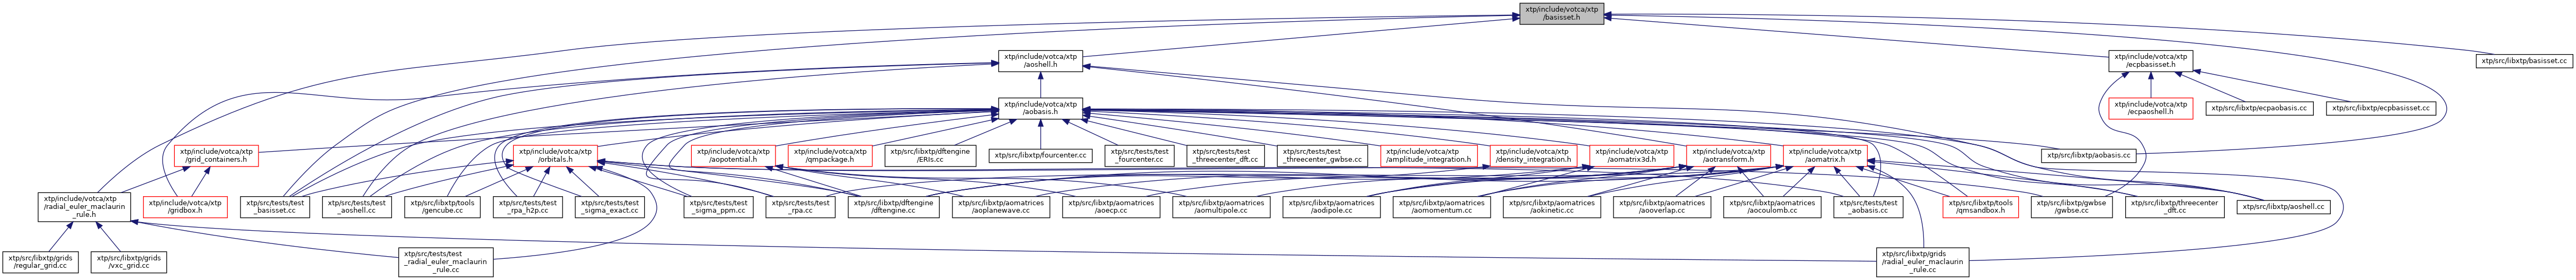 xtp/include/votca/xtp
/basisset.h
xtp/include/votca/xtp
/aoshell.h
xtp/include/votca/xtp
/ecpbasisset.h
xtp/src/libxtp/basisset.cc
xtp/include/votca/xtp
/aobasis.h
xtp/include/votca/xtp
/ecpaoshell.h
xtp/src/libxtp/ecpaobasis.cc
xtp/src/libxtp/ecpbasisset.cc
xtp/include/votca/xtp
/grid_containers.h
xtp/include/votca/xtp
/orbitals.h
xtp/include/votca/xtp
/aopotential.h
xtp/include/votca/xtp
/qmpackage.h
xtp/src/libxtp/dftengine
/ERIs.cc
xtp/src/libxtp/fourcenter.cc
xtp/src/tests/test
_fourcenter.cc
xtp/src/tests/test
_threecenter_dft.cc
xtp/src/tests/test
_threecenter_gwbse.cc
xtp/include/votca/xtp
/amplitude_integration.h
xtp/include/votca/xtp
/density_integration.h
xtp/include/votca/xtp
/aomatrix3d.h
xtp/include/votca/xtp
/aotransform.h
xtp/include/votca/xtp
/aomatrix.h
xtp/src/libxtp/aobasis.cc
xtp/include/votca/xtp
/radial_euler_maclaurin
_rule.h
xtp/include/votca/xtp
/gridbox.h
xtp/src/tests/test
_basisset.cc
xtp/src/tests/test
_aoshell.cc
xtp/src/libxtp/tools
/gencube.cc
xtp/src/tests/test
_rpa_h2p.cc
xtp/src/tests/test
_sigma_exact.cc
xtp/src/tests/test
_sigma_ppm.cc
xtp/src/tests/test
_rpa.cc
xtp/src/libxtp/dftengine
/dftengine.cc
xtp/src/libxtp/aomatrices
/aoplanewave.cc
xtp/src/libxtp/aomatrices
/aoecp.cc
xtp/src/libxtp/aomatrices
/aomultipole.cc
xtp/src/libxtp/aomatrices
/aodipole.cc
xtp/src/libxtp/aomatrices
/aomomentum.cc
xtp/src/libxtp/aomatrices
/aokinetic.cc
xtp/src/libxtp/aomatrices
/aooverlap.cc
xtp/src/libxtp/aomatrices
/aocoulomb.cc
xtp/src/tests/test
_aobasis.cc
xtp/src/libxtp/tools
/qmsandbox.h
xtp/src/libxtp/gwbse
/gwbse.cc
xtp/src/libxtp/threecenter
_dft.cc
xtp/src/libxtp/aoshell.cc
xtp/src/libxtp/grids
/regular_grid.cc
xtp/src/libxtp/grids
/vxc_grid.cc
xtp/src/tests/test
_radial_euler_maclaurin
_rule.cc
xtp/src/libxtp/grids
/radial_euler_maclaurin
_rule.cc